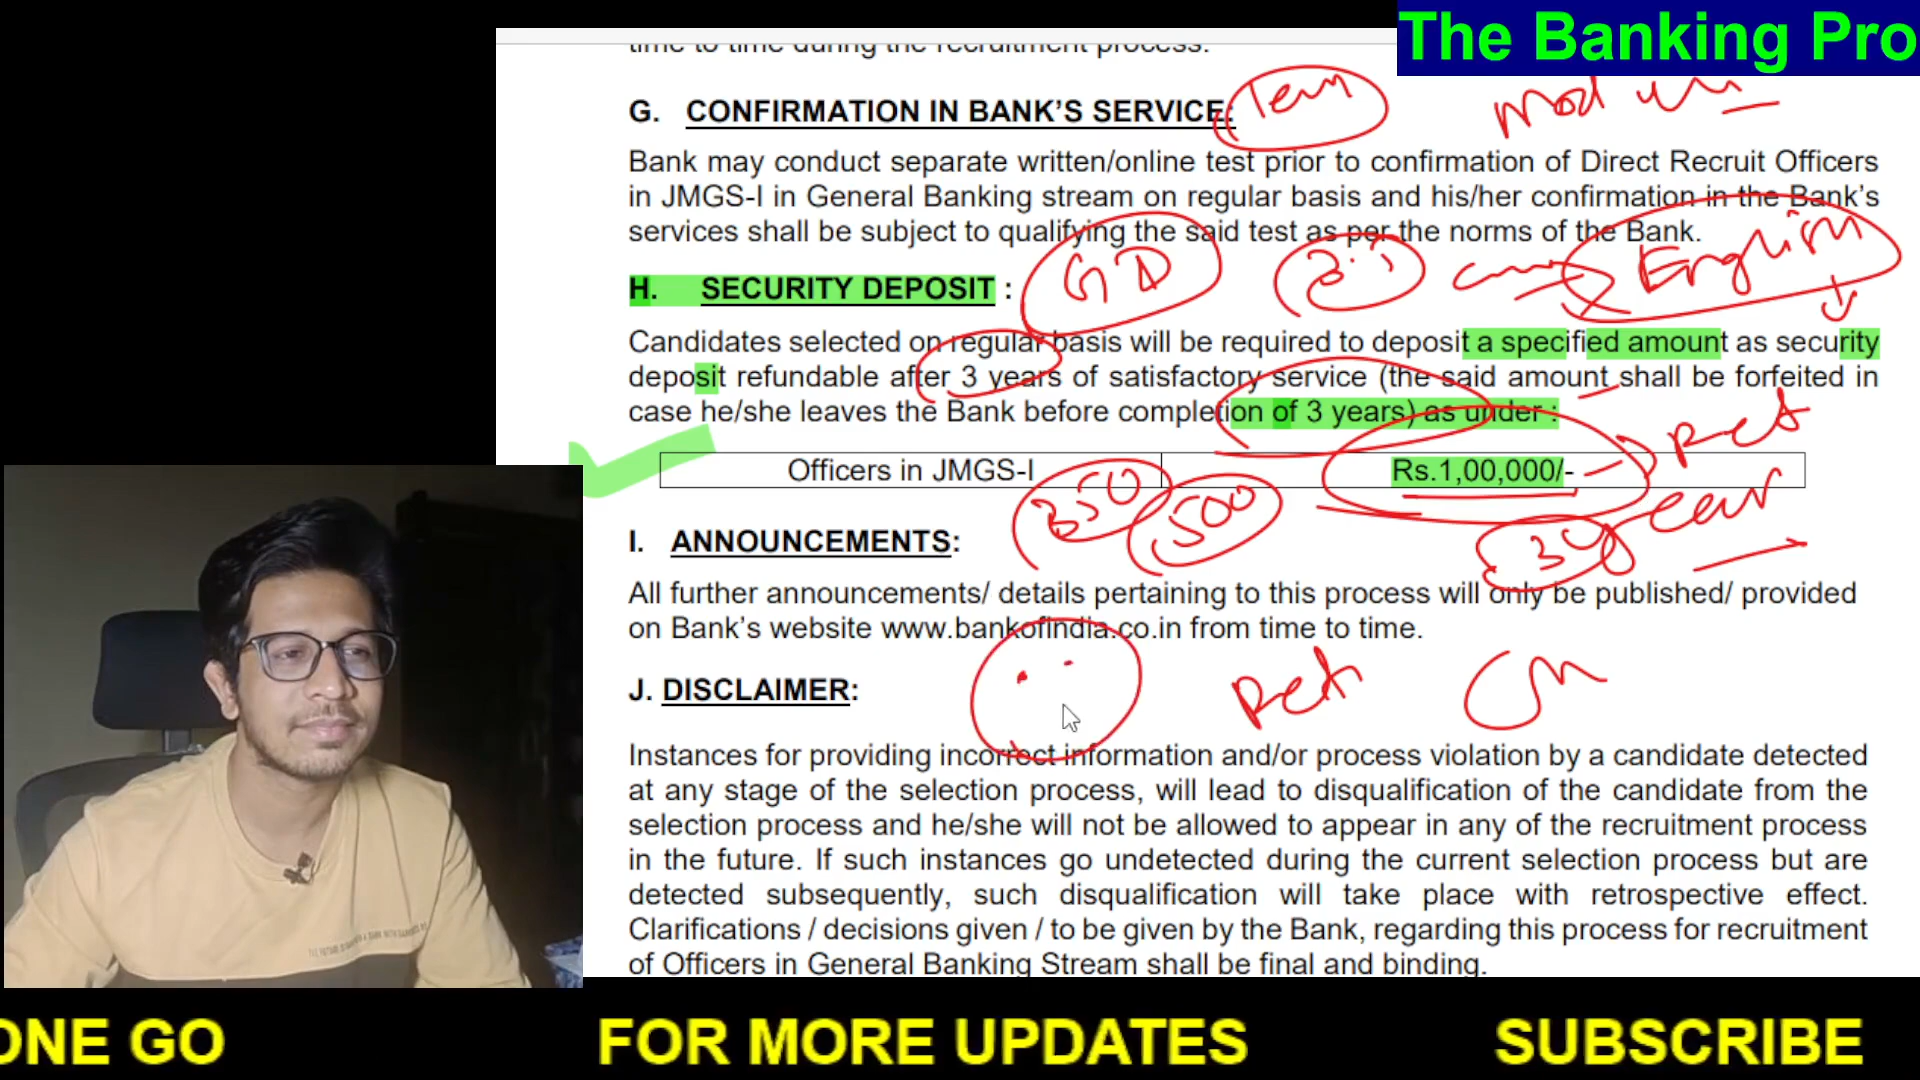 The Banking Pro
time to time during the recruitment process.
G. CONFIRMATION IN BANK'S SERVICE:
Bank may conduct separate written/online test prior to confirmation of Direct Recruit Officers
in JMGS-I in General Banking stream on regular basis and his/her confirmation in the Bank's
services shall be subject to qualifying the said test as per the norms of the Bank.
GD
English
H. SECURITY DEPOSIT :
Candidates selected on regular basis will be required to deposit a specified amount as security
deposit refundable after 3 years of satisfactory service (the said amount shall be forfeited in
case he/she leaves the Bank before completion of 3 years) as under :
Officers in JMGS-I Rs.1,00,000/-
350 500
3 year
I. ANNOUNCEMENTS:
All further announcements/ details pertaining to this process will only be published/ provided
on Bank's website www.bankofindia.co.in from time to time.
J. DISCLAIMER:
Instances for providing incorrect information and/or process violation by a candidate detected
at any stage of the selection process, will lead to disqualification of the candidate from the
selection process and he/she will not be allowed to appear in any of the recruitment process
in the future. If such instances go undetected during the current selection process but are
detected subsequently, such disqualification will take place with retrospective effect.
Clarifications / decisions given / to be given by the Bank, regarding this process for recruitment
of Officers in General Banking Stream shall be final and binding.
ONE GO FOR MORE UPDATES SUBSCRIBE